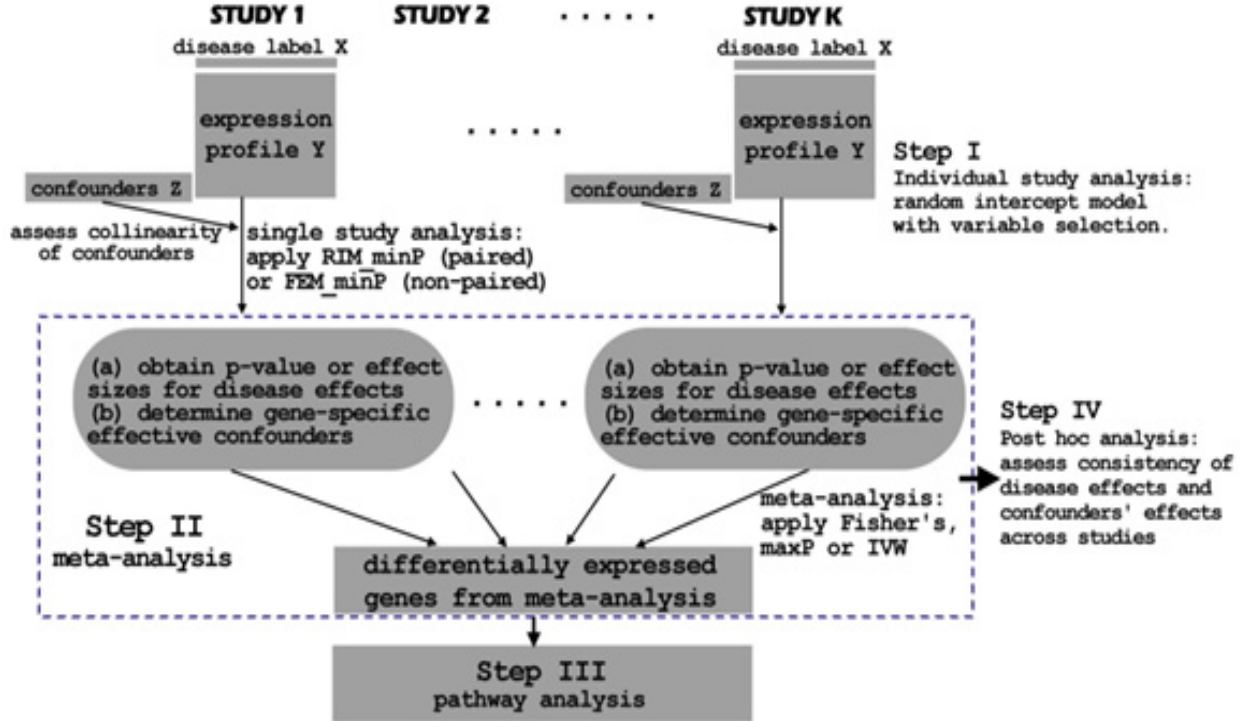 STUDY 1 STUDY 2 . . . . . STUDY K
disease label X
expression
profile Y
confounders Z
assess collinearity
of confounders
single study analysis:
apply RIM_minP (paired)
or FEM_minP (non-paired)
. . . . .
disease label X
expression
profile Y
confounders Z
Step I
Individual study analysis:
random intercept model
with variable selection.
(a) obtain p-value or effect
sizes for disease effects
(b) determine gene-specific
effective confounders
. . . . .
(a) obtain p-value or effect
sizes for disease effects
(b) determine gene-specific
effective confounders
Step IV
Post hoc analysis:
assess consistency of
disease effects and
confounders' effects
across studies
Step II
meta-analysis
meta-analysis:
apply Fisher's,
maxP or IVW
differentially expressed
genes from meta-analysis
Step III
pathway analysis